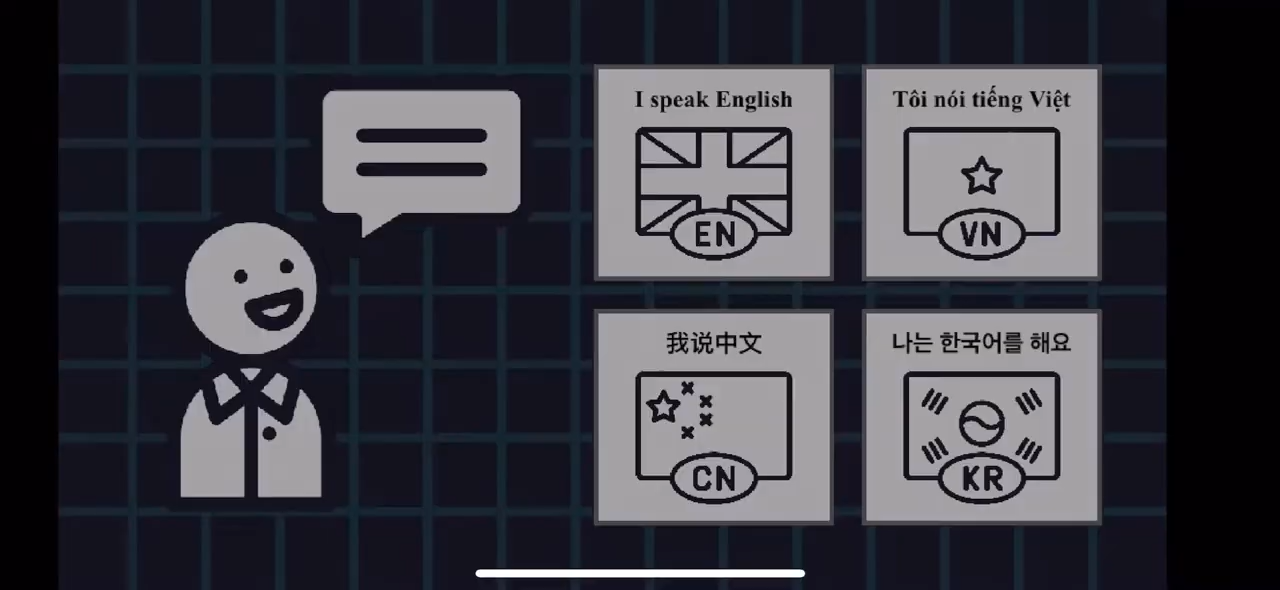 I speak English
EN
Tôi nói tiếng Việt
VN
我说中文
CN
나는 한국어를 해요
KR